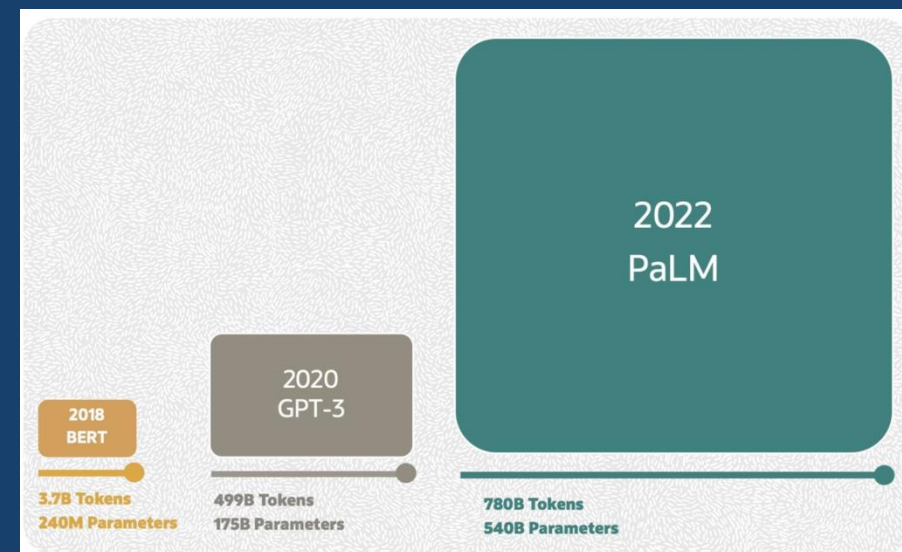 2018
BERT
3.7B Tokens
240M Parameters
2020
GPT-3
499B Tokens
175B Parameters
2022
PaLM
780B Tokens
540B Parameters